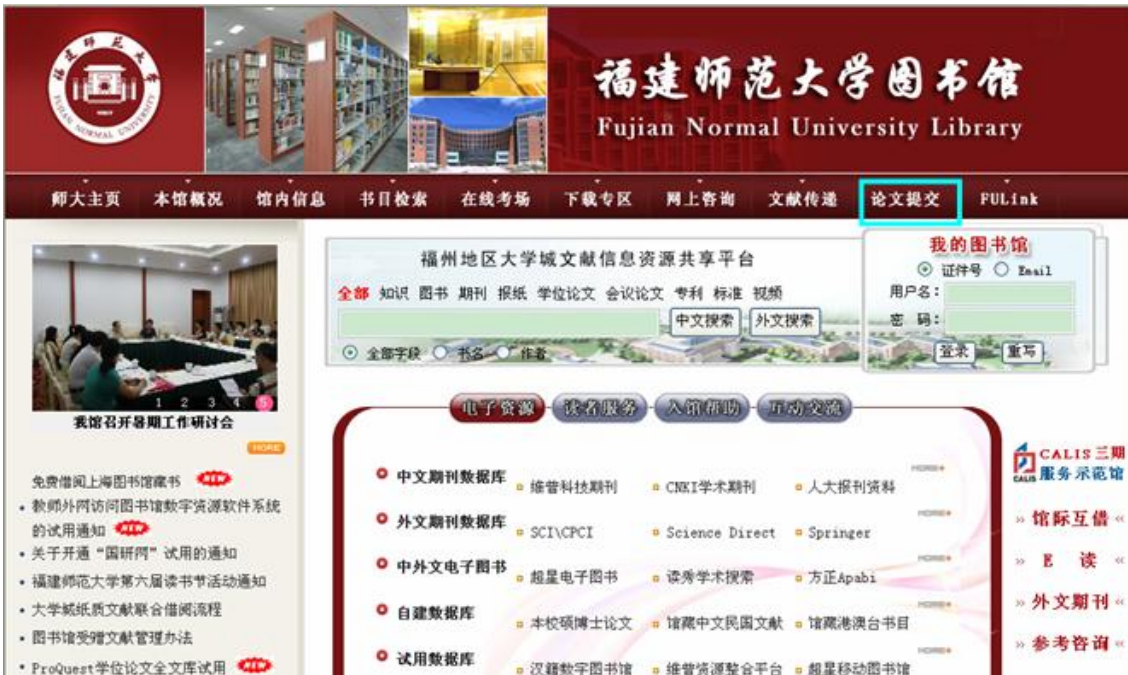 福建师范大学
FUJIAN NORMAL UNIVERSITY
福建师范大学图书馆
Fujian Normal University Library
师大主页 本馆概况 馆内信息 书目检索 在线考场 下载专区 网上咨询 文献传递 论文提交 FULink
1 2 3 4 5
我馆召开暑期工作研讨会
MORE
免费借阅上海图书馆藏书 NEW
教师外网访问图书馆数字资源软件系统
的试用通知 NEW
关于开通“国研网”试用的通知
福建师范大学第六届读书节活动通知
大学城纸质文献联合借阅流程
图书馆受赠文献管理办法
ProQuest学位论文全文库试用 NEW
福州地区大学城文献信息资源共享平台
全部 知识 图书 期刊 报纸 学位论文 会议论文 专利 标准 视频
中文搜索 外文搜索
全部字段 书名 作者
我的图书馆
证件号 Email
用户名：
密 码：
登录 重写
电子资源 读者服务 入馆帮助 互动交流
中文期刊数据库 维普科技期刊 CNKI学术期刊 人大报刊资料 MORE
外文期刊数据库 SCI\CPCI Science Direct Springer MORE
中外文电子图书 超星电子图书 读秀学术搜索 方正Apabi MORE
自建数据库 本校硕博士论文 馆藏中文民国文献 馆藏港澳台书目 MORE
试用数据库 汉籍数字图书馆 维普资源整合平台 超星移动图书馆 MORE
CALIS
CALIS三期
服务示范馆
» 馆际互借 «
» E 读 «
» 外文期刊 «
» 参考咨询 «